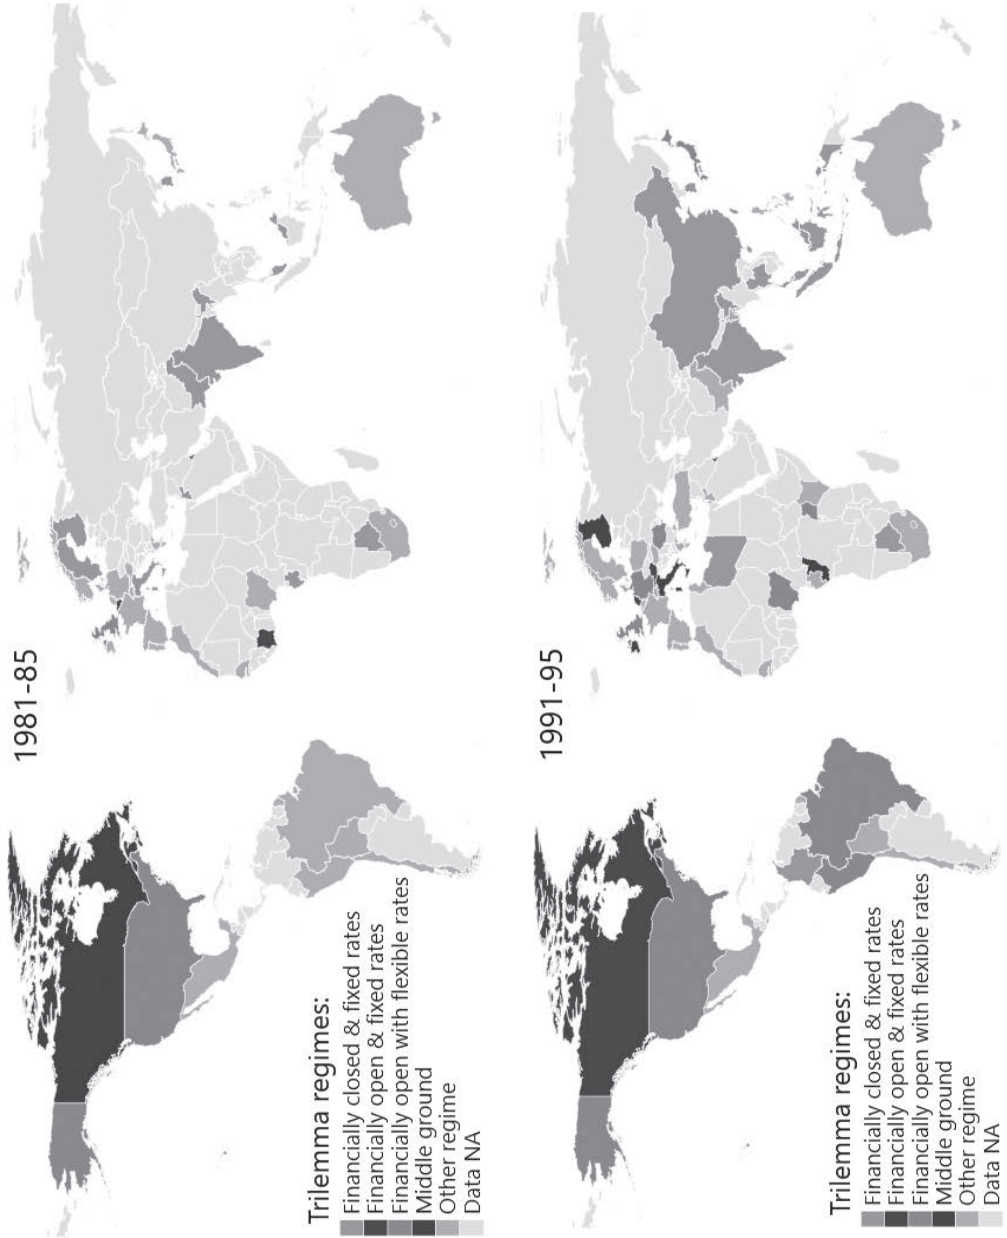 1981-85
Trilemma regimes:
Financially closed & fixed rates
Financially open & fixed rates
Financially open with flexible rates
Middle ground
Other regime
Data NA
1991-95
Trilemma regimes:
Financially closed & fixed rates
Financially open & fixed rates
Financially open with flexible rates
Middle ground
Other regime
Data NA